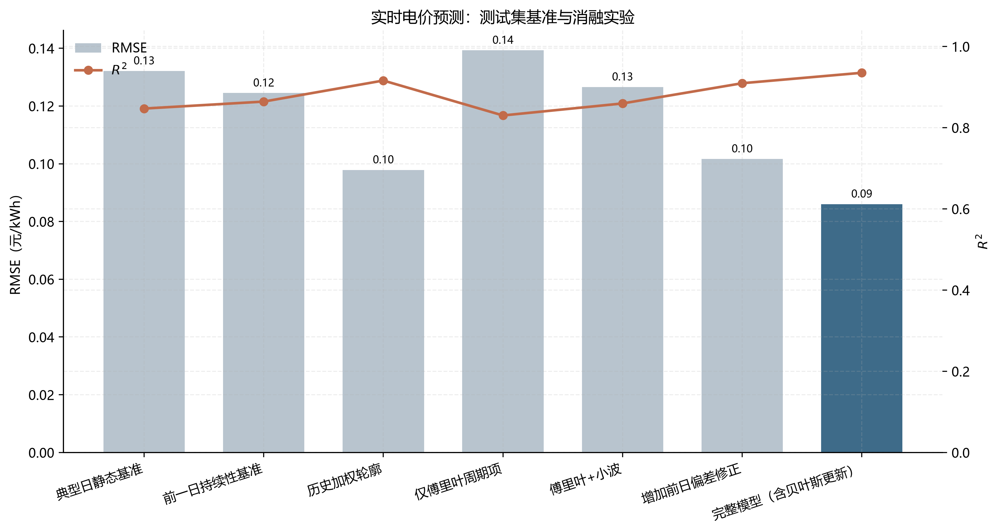 实时电价预测：测试集基准与消融实验
RMSE
R²
RMSE（元/kWh）
0.14
0.12
0.10
0.08
0.06
0.04
0.02
0.00
0.13
0.12
0.10
0.14
0.13
0.10
0.09
1.0
0.8
0.6
0.4
0.2
0.0
R²
典型日静态基准
前一日持续性基准
历史加权轮廓
仅傅里叶周期项
傅里叶+小波
增加前日偏差修正
完整模型（含贝叶斯更新）